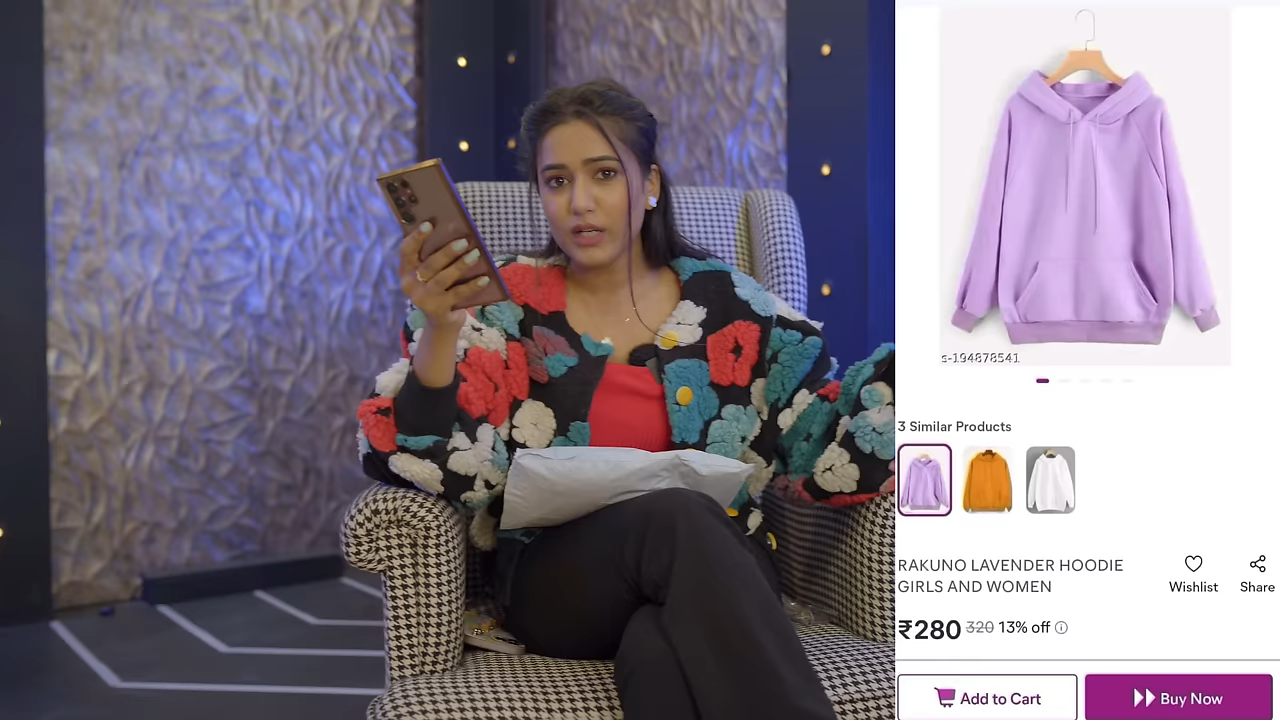 s-194878541
3 Similar Products
RAKUNO LAVENDER HOODIE
GIRLS AND WOMEN
Wishlist
Share
₹280 320 13% off
Add to Cart
Buy Now